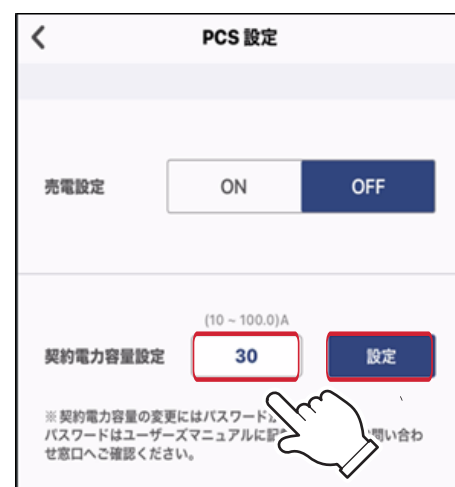 PCS 設定
売電設定
ON
OFF
(10 ~ 100.0)A
契約電力容量設定
30
設定
※契約電力容量の変更にはパスワードが
パスワードはユーザーズマニュアルに記 問い合わ
せ窓口へご確認ください。